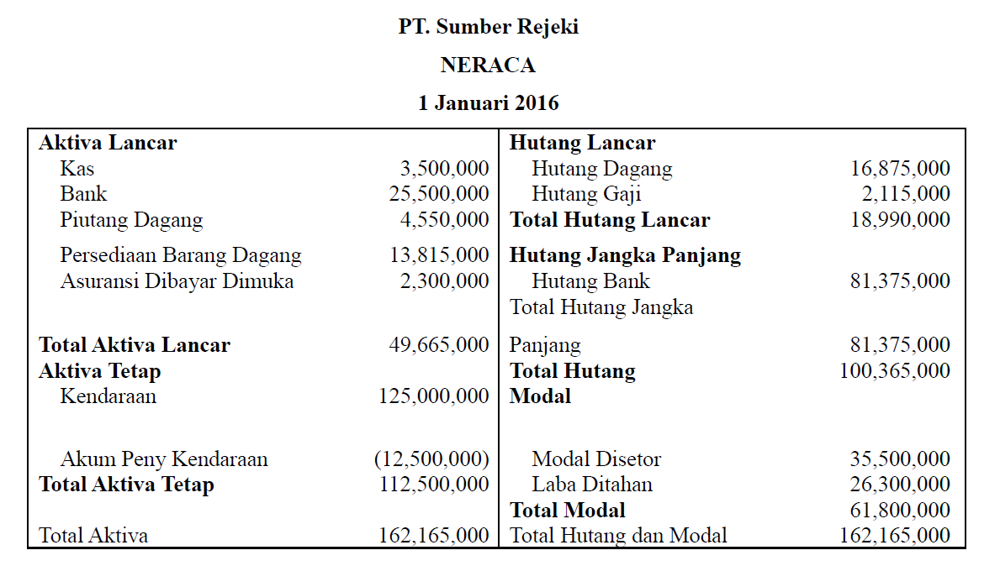 PT. Sumber Rejeki
NERACA
1 Januari 2016
Aktiva Lancar Hutang Lancar
Kas 3,500,000 Hutang Dagang 16,875,000
Bank 25,500,000 Hutang Gaji 2,115,000
Piutang Dagang 4,550,000 Total Hutang Lancar 18,990,000
Persediaan Barang Dagang 13,815,000 Hutang Jangka Panjang
Asuransi Dibayar Dimuka 2,300,000 Hutang Bank 81,375,000
Total Hutang Jangka
Total Aktiva Lancar 49,665,000 Panjang 81,375,000
Aktiva Tetap Total Hutang 100,365,000
Kendaraan 125,000,000 Modal
Akum Peny Kendaraan (12,500,000) Modal Disetor 35,500,000
Total Aktiva Tetap 112,500,000 Laba Ditahan 26,300,000
Total Modal 61,800,000
Total Aktiva 162,165,000 Total Hutang dan Modal 162,165,000